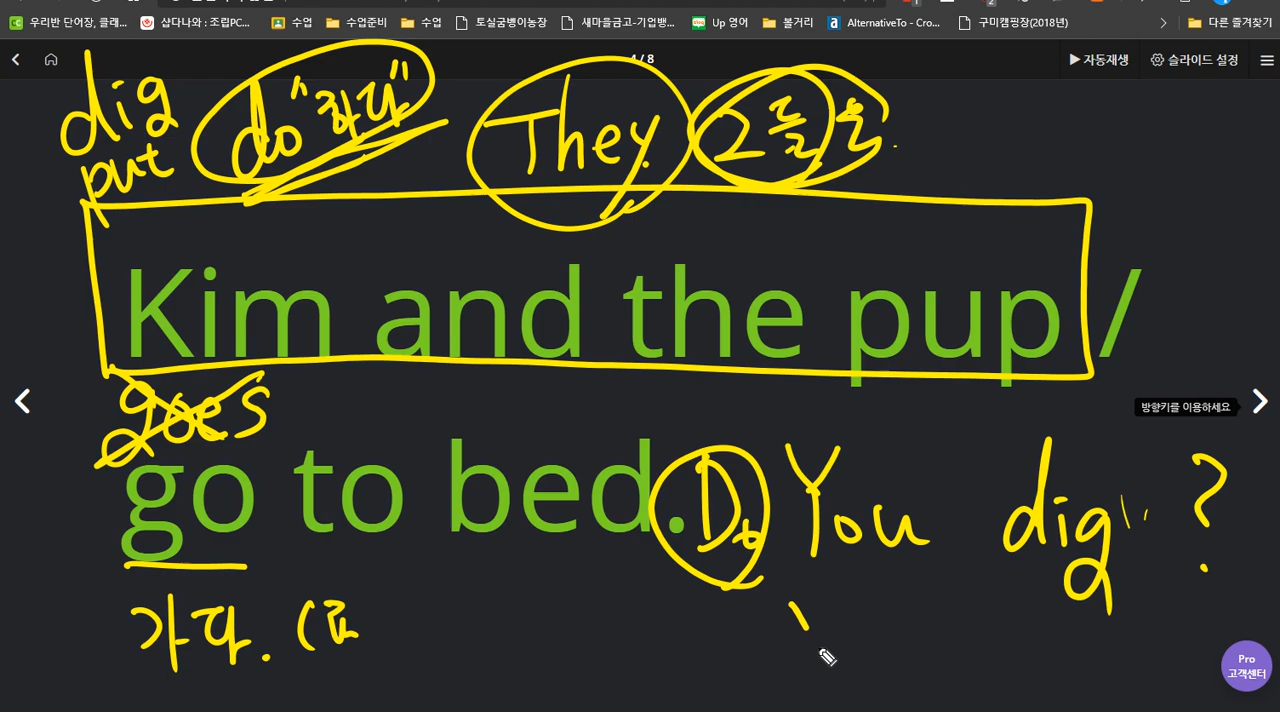 우리반 단어장, 클래... 샵다나와 : 조립PC... 수업 수업준비 수업 토실굼벵이농장 새마을금고-기업뱅... Up 영어 볼거리 AlternativeTo - Cro... 구미캠핑장(2018년) 다른 즐겨찾기
4 / 8 자동재생 슬라이드 설정
dig do "하다" They 그들은
put
Kim and the pup /
goes
방향키를 이용하세요
go to bed. Do You dig ?
가다.
Pro
고객센터